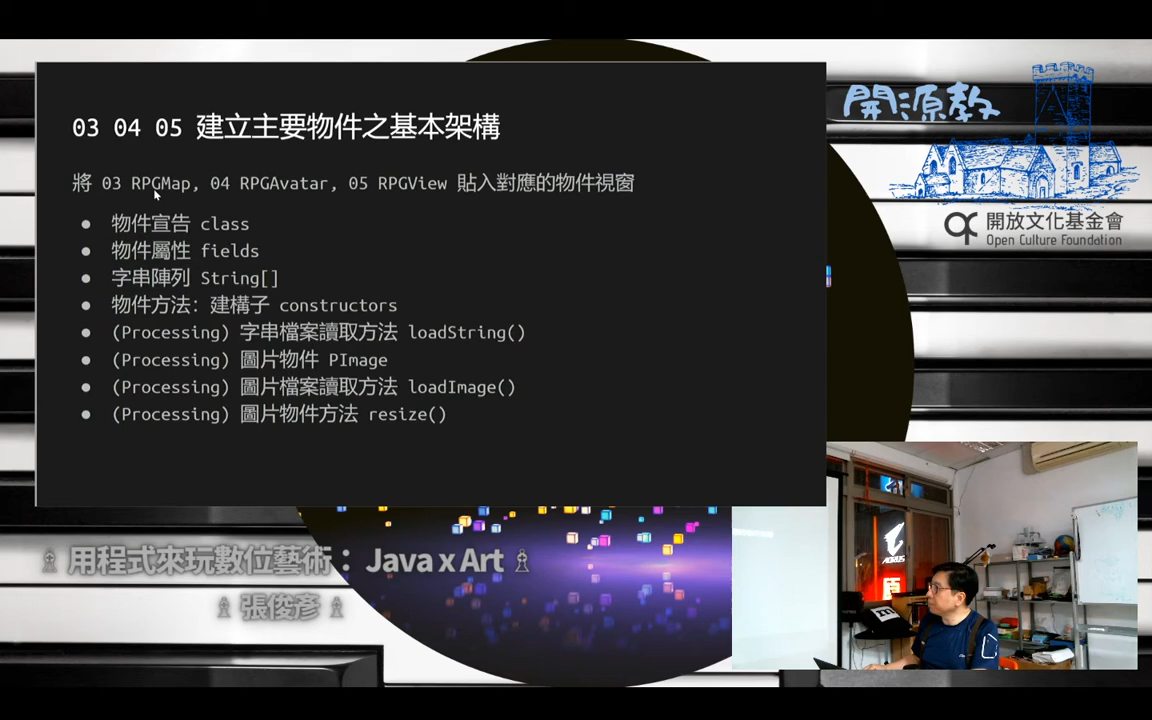 03 04 05 建立主要物件之基本架構
將 03 RPGMap, 04 RPGAvatar, 05 RPGView 貼入對應的物件視窗
● 物件宣告 class
● 物件屬性 fields
● 字串陣列 String[]
● 物件方法: 建構子 constructors
● (Processing) 字串檔案讀取方法 loadString()
● (Processing) 圖片物件 PImage
● (Processing) 圖片檔案讀取方法 loadImage()
● (Processing) 圖片物件方法 resize()
開源教
開放文化基金會
Open Culture Foundation
用程式來玩數位藝術：Java x Art
張俊彥
AORUS